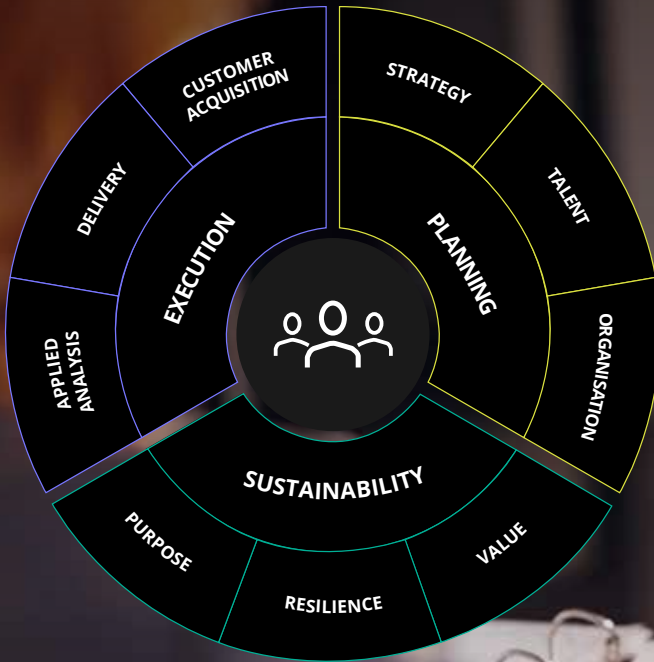 CUSTOMER
ACQUISITION
STRATEGY
DELIVERY
TALENT
EXECUTION
PLANNING
APPLIED
ANALYSIS
ORGANISATION
SUSTAINABILITY
PURPOSE
VALUE
RESILIENCE